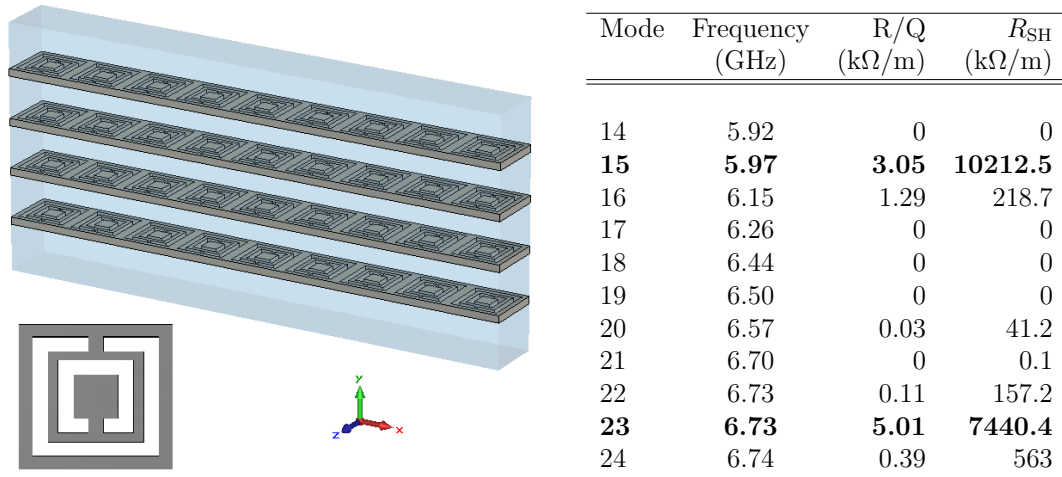 Mode Frequency R/Q R_SH
(GHz) (kΩ/m) (kΩ/m)
14 5.92 0 0
15 5.97 3.05 10212.5
16 6.15 1.29 218.7
17 6.26 0 0
18 6.44 0 0
19 6.50 0 0
20 6.57 0.03 41.2
21 6.70 0 0.1
22 6.73 0.11 157.2
23 6.73 5.01 7440.4
24 6.74 0.39 563
Y
z x